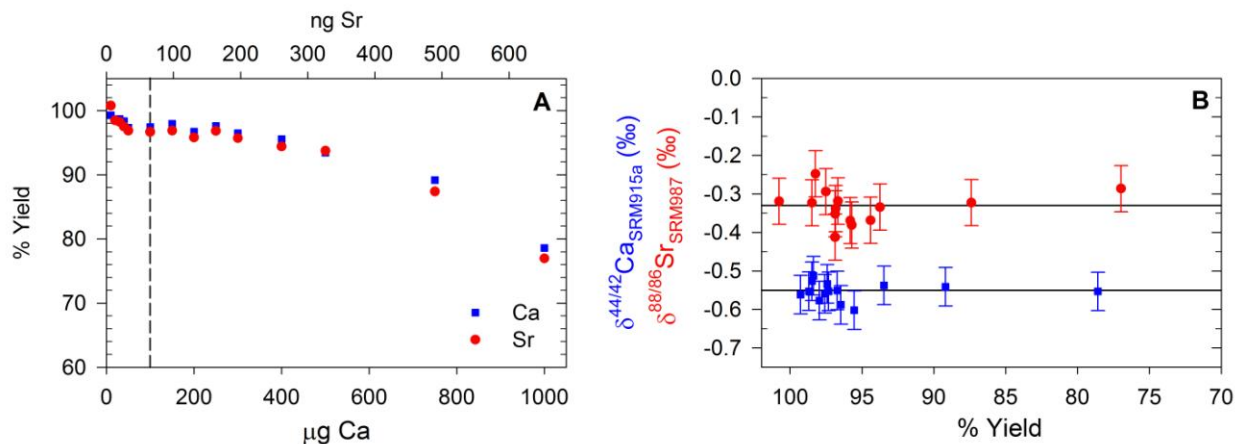 ng Sr
0 100 200 300 400 500 600
A
100
90
80
70
60
% Yield
Ca
Sr
0 200 400 600 800 1000
µg Ca
B
0.0
-0.1
-0.2
-0.3
-0.4
-0.5
-0.6
-0.7
δ44/42CaSRM915a (‰)
δ88/86SrSRM987 (‰)
100 95 90 85 80 75 70
% Yield